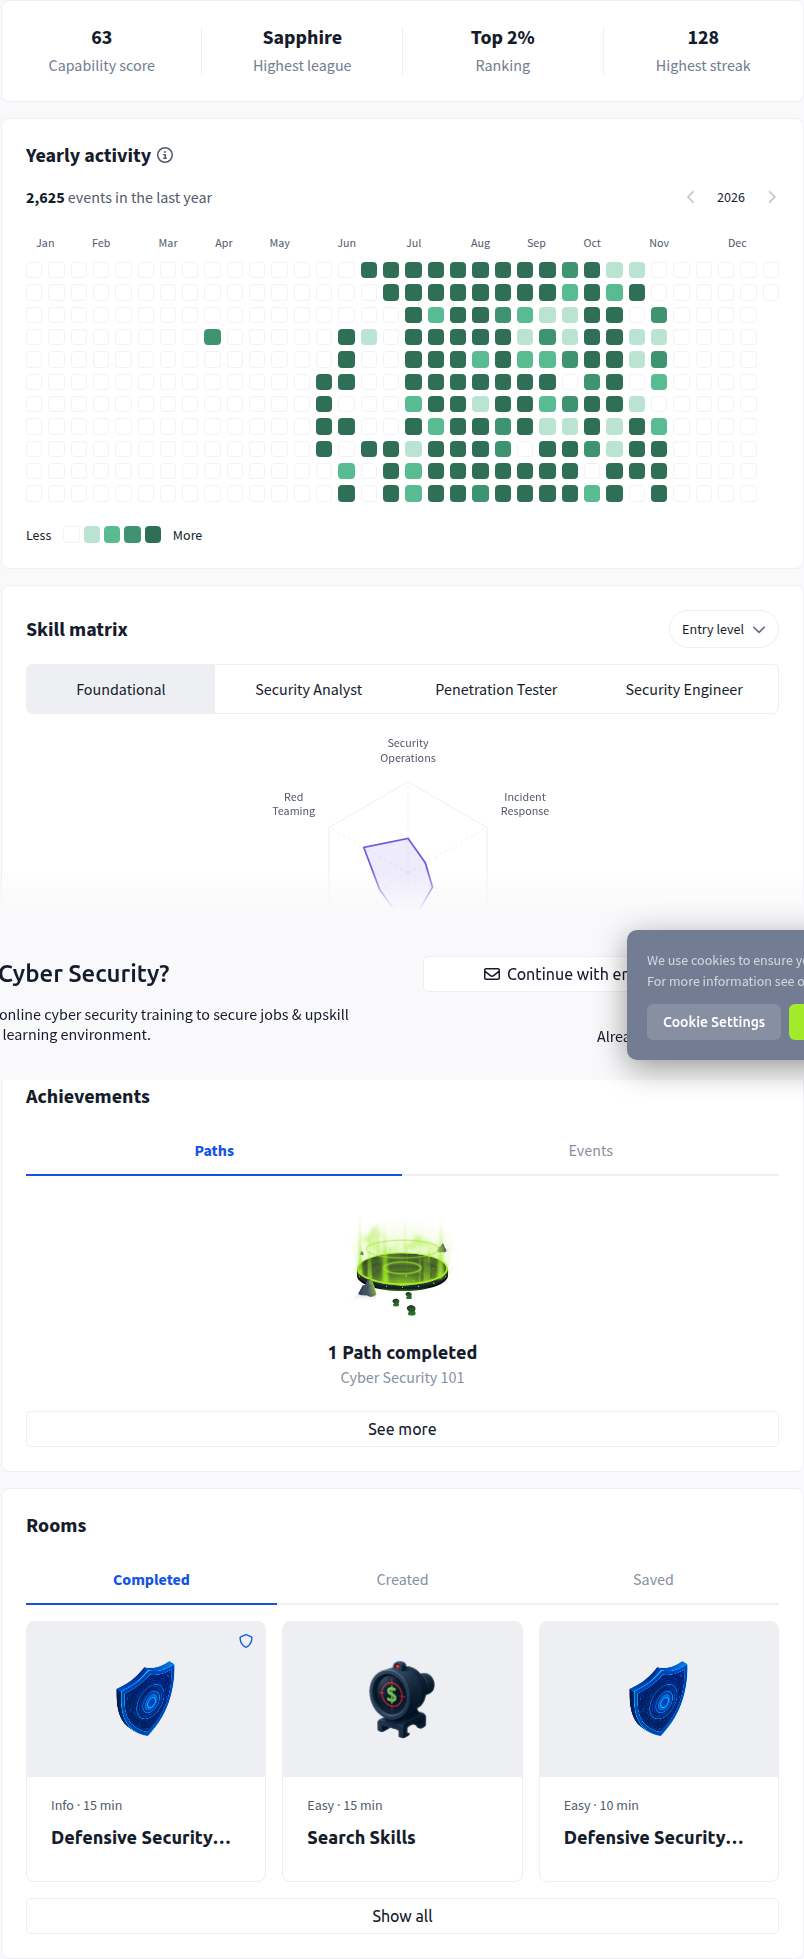 63
Capability score
Sapphire
Highest league
Top 2%
Ranking
128
Highest streak
Yearly activity
2,625 events in the last year
2026
Jan Feb Mar Apr May Jun Jul Aug Sep Oct Nov Dec
Less More
Skill matrix
Entry level
Foundational
Security Analyst
Penetration Tester
Security Engineer
Security
Operations
Red
Teaming
Incident
Response
Cyber Security?
online cyber security training to secure jobs & upskill
learning environment.
Continue with
We use cookies to ensure
For more information see
Cookie Settings
Achievements
Paths
Events
1 Path completed
Cyber Security 101
See more
Rooms
Completed
Created
Saved
Info · 15 min
Defensive Security...
Easy · 15 min
Search Skills
Easy · 10 min
Defensive Security...
Show all